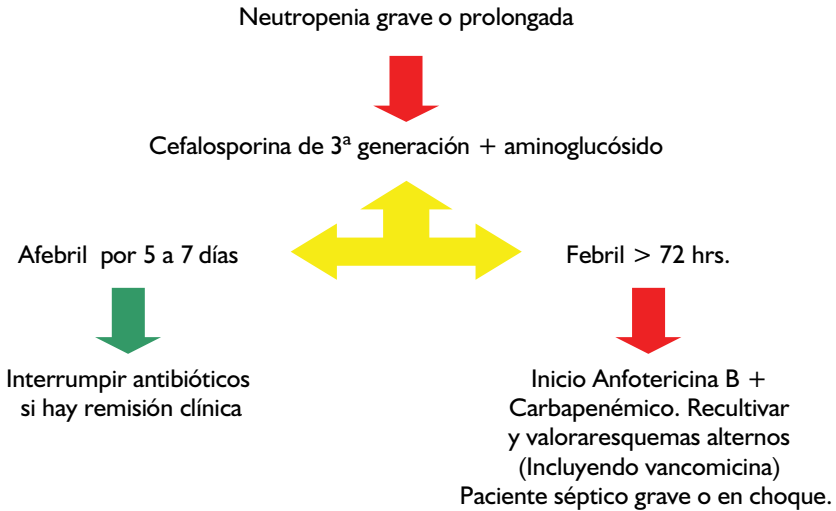 Neutropenia grave o prolongada
Cefalosporina de 3ª generación + aminoglucósido
Afebril por 5 a 7 días
Febril > 72 hrs.
Interrumpir antibióticos
si hay remisión clínica
Inicio Anfotericina B +
Carbapenémico. Recultivar
y valoraresquemas alternos
(Incluyendo vancomicina)
Paciente séptico grave o en choque.